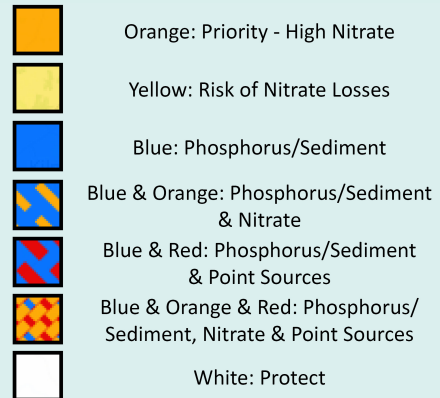 Orange: Priority - High Nitrate
Yellow: Risk of Nitrate Losses
Blue: Phosphorus/Sediment
Blue & Orange: Phosphorus/Sediment
& Nitrate
Blue & Red: Phosphorus/Sediment
& Point Sources
Blue & Orange & Red: Phosphorus/
Sediment, Nitrate & Point Sources
White: Protect